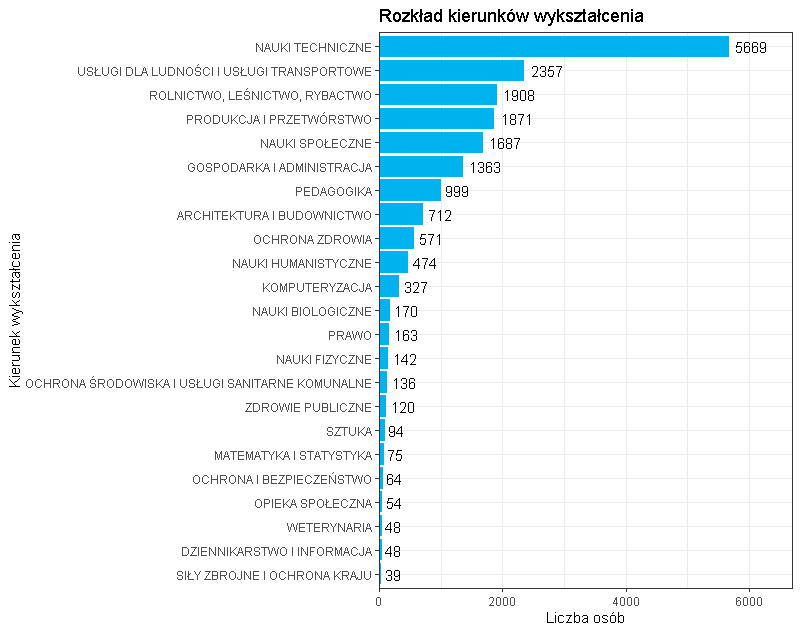 Rozkład kierunków wykształcenia
NAUKI TECHNICZNE 5669
USŁUGI DLA LUDNOŚCI I USŁUGI TRANSPORTOWE 2357
ROLNICTWO, LEŚNICTWO, RYBACTWO 1908
PRODUKCJA I PRZETWÓRSTWO 1871
NAUKI SPOŁECZNE 1687
GOSPODARKA I ADMINISTRACJA 1363
PEDAGOGIKA 999
ARCHITEKTURA I BUDOWNICTWO 712
OCHRONA ZDROWIA 571
NAUKI HUMANISTYCZNE 474
KOMPUTERYZACJA 327
NAUKI BIOLOGICZNE 170
PRAWO 163
NAUKI FIZYCZNE 142
OCHRONA ŚRODOWISKA I USŁUGI SANITARNE KOMUNALNE 136
ZDROWIE PUBLICZNE 120
SZTUKA 94
MATEMATYKA I STATYSTYKA 75
OCHRONA I BEZPIECZEŃSTWO 64
OPIEKA SPOŁECZNA 54
WETERYNARIA 48
DZIENNIKARSTWO I INFORMACJA 48
SIŁY ZBROJNE I OCHRONA KRAJU 39
0 2000 4000 6000
Liczba osób
Kierunek wykształcenia